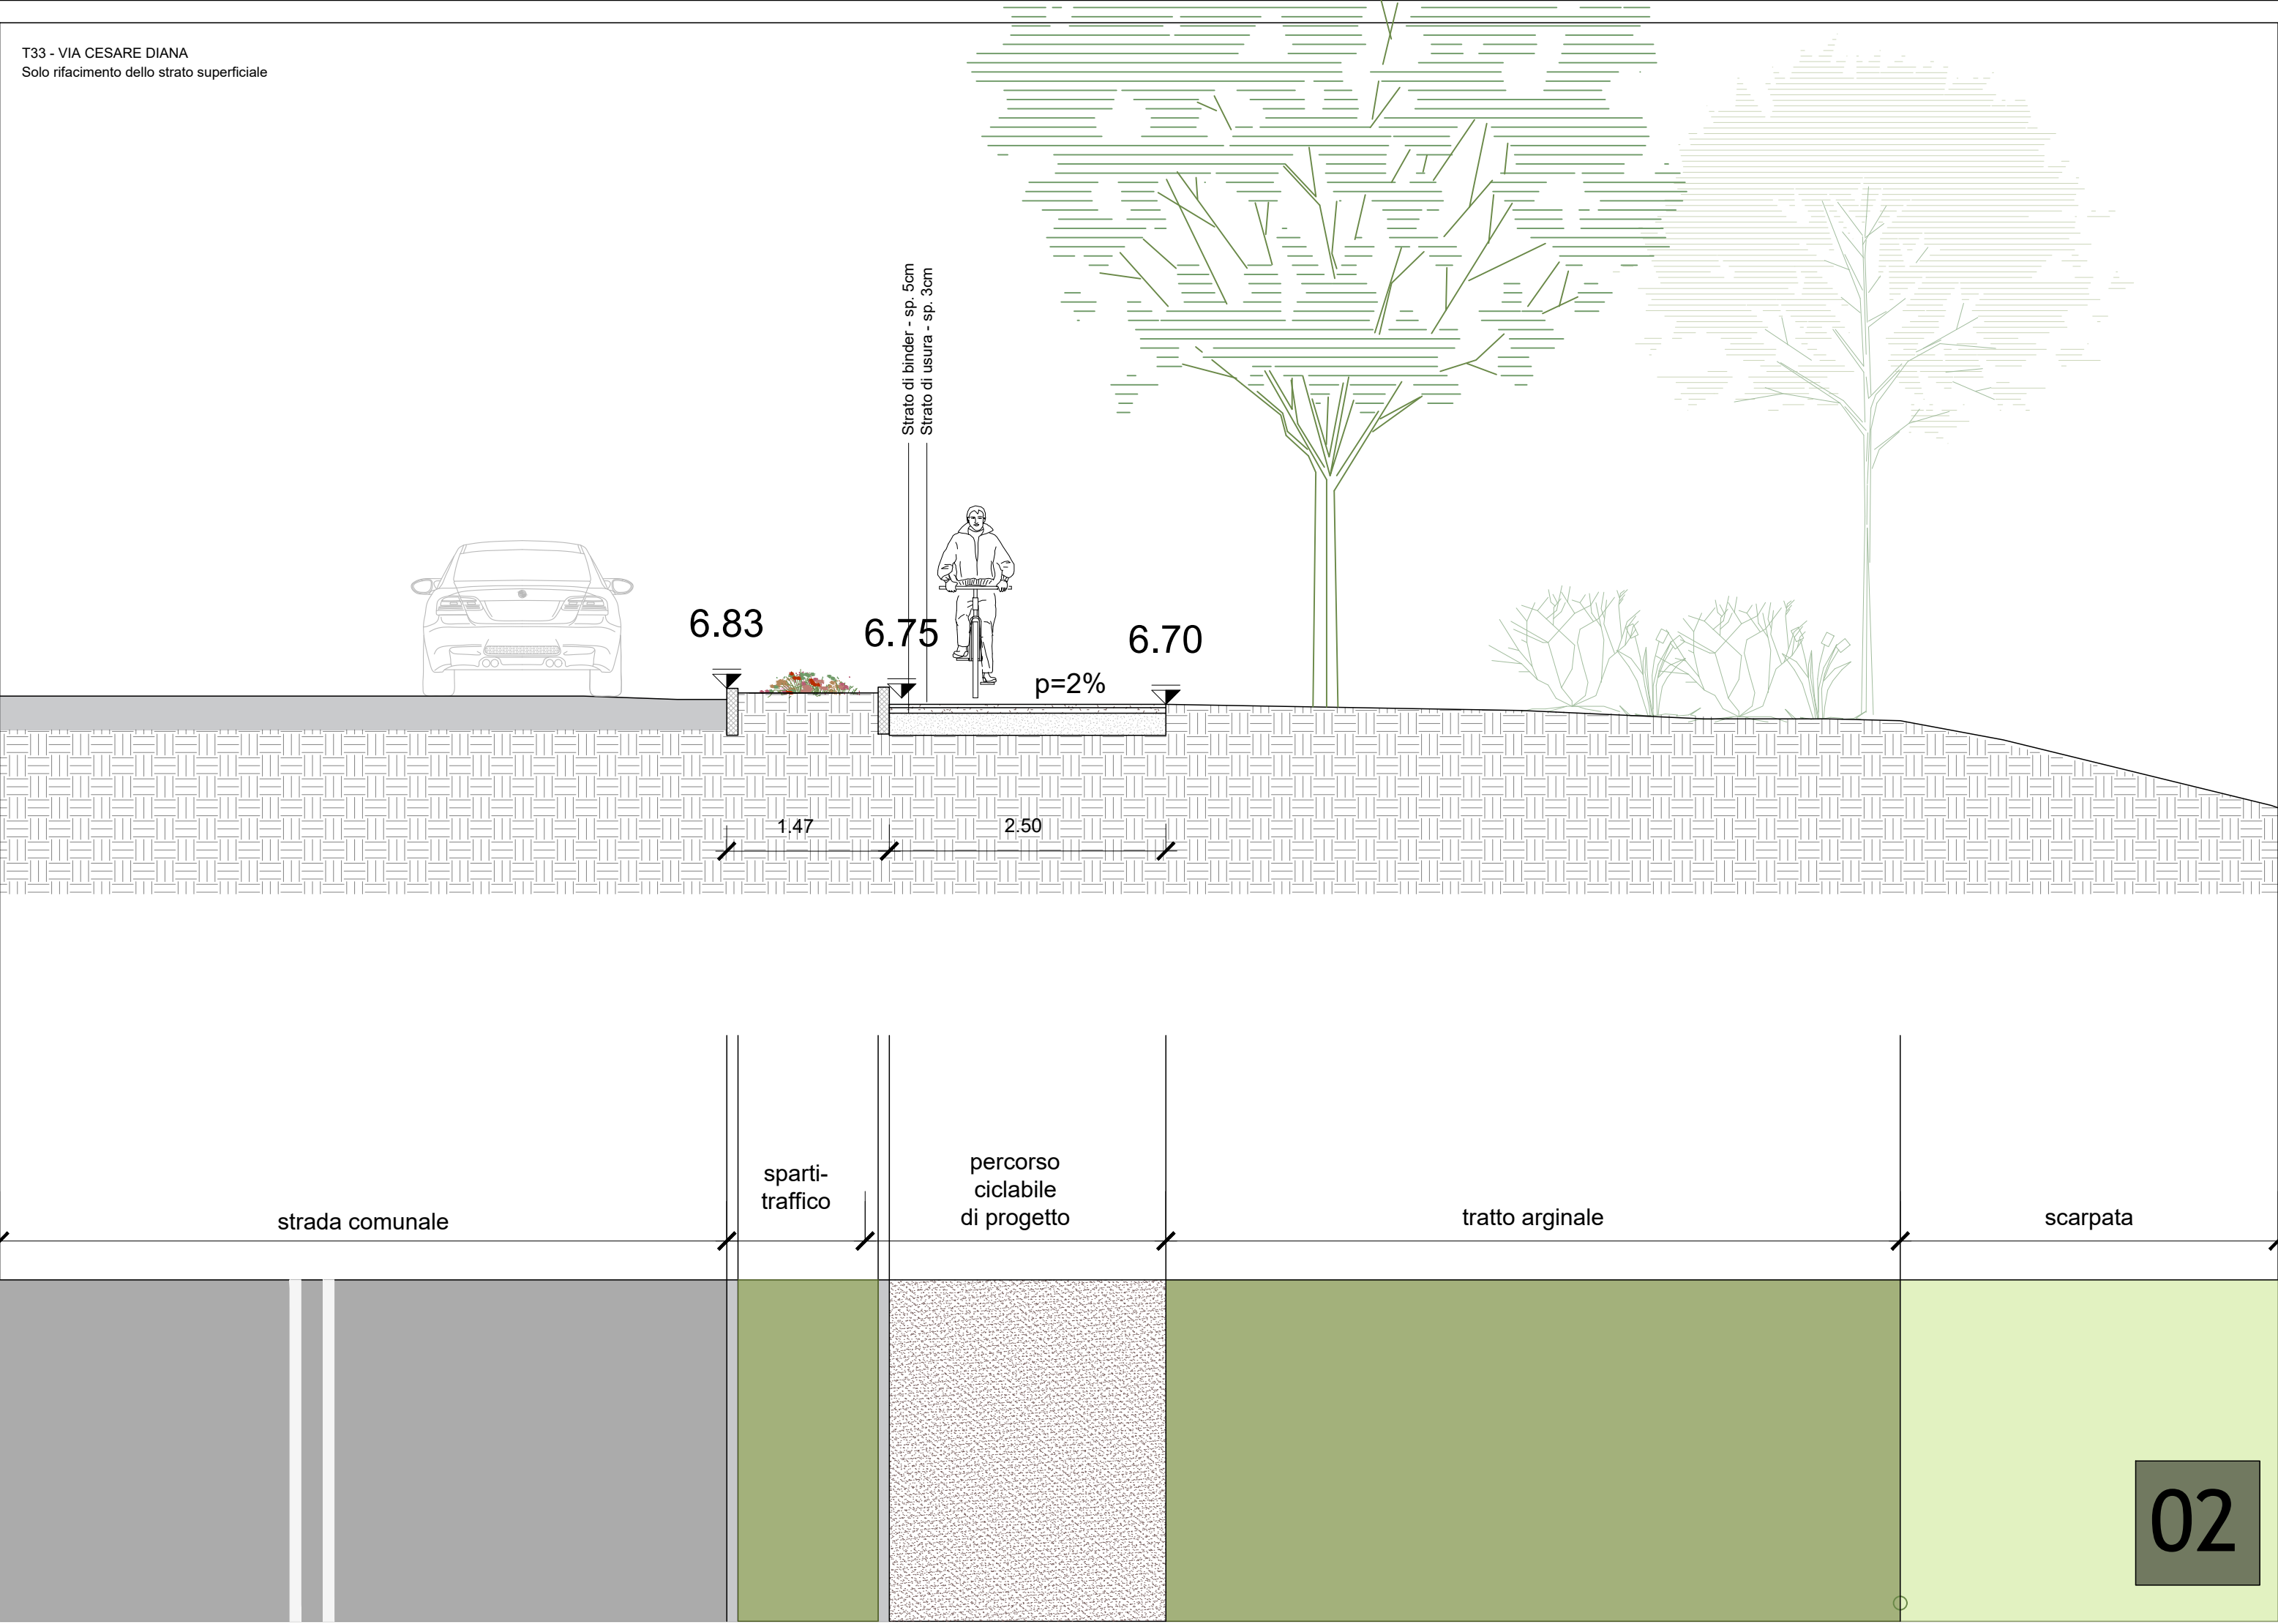 T33 - VIA CESARE DIANA
Solo rifacimento dello strato superficiale
Strato di binder - sp. 5cm
Strato di usura - sp. 3cm
6.83
6.75
6.70
p=2%
1.47
2.50
strada comunale
sparti-
traffico
percorso
ciclabile
di progetto
tratto arginale
scarpata
02